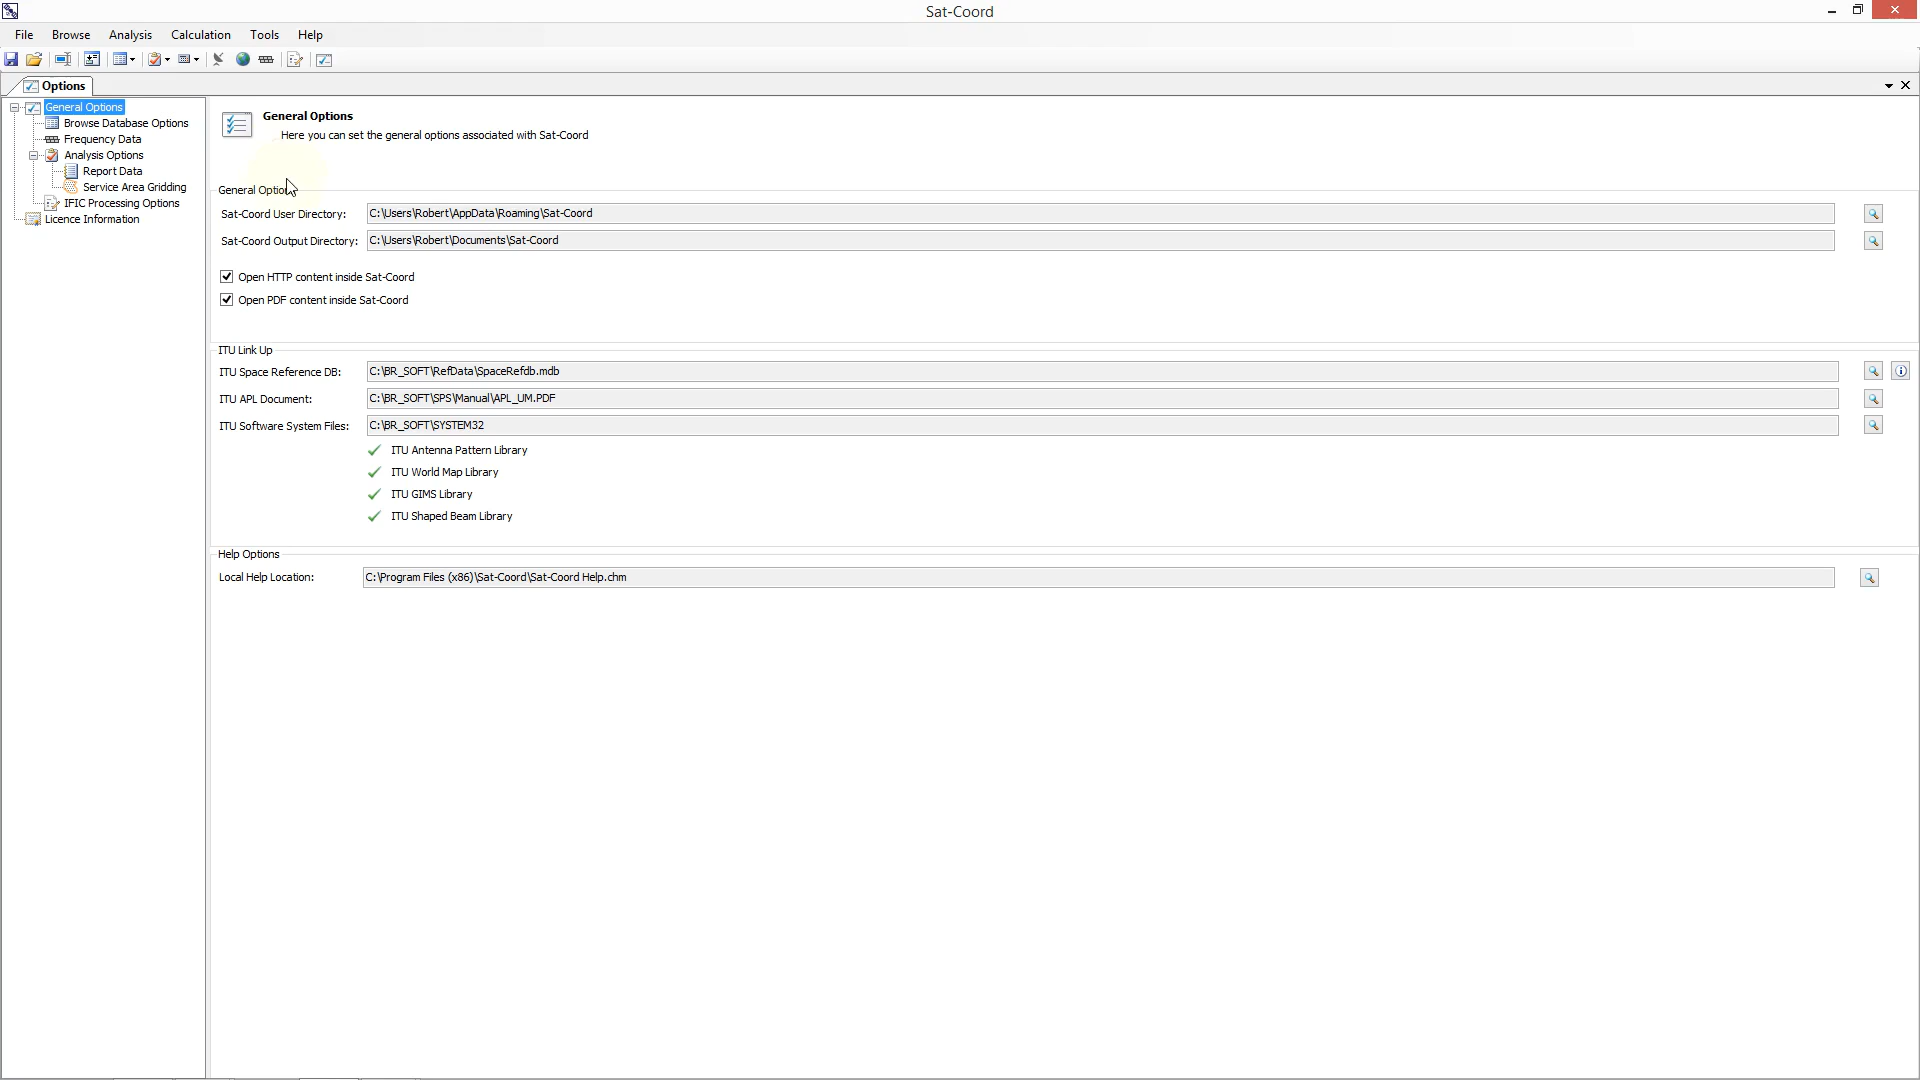 Sat-Coord
File Browse Analysis Calculation Tools Help
Options
General Options
Browse Database Options
Frequency Data
Analysis Options
Report Data
Service Area Gridding
IFIC Processing Options
Licence Information
General Options
Here you can set the general options associated with Sat-Coord
General Options
Sat-Coord User Directory: C:\Users\Robert\AppData\Roaming\Sat-Coord
Sat-Coord Output Directory: C:\Users\Robert\Documents\Sat-Coord
Open HTTP content inside Sat-Coord
Open PDF content inside Sat-Coord
ITU Link Up
ITU Space Reference DB: C:\BR_SOFT\RefData\SpaceRefdb.mdb
ITU APL Document: C:\BR_SOFT\SPS\Manual\APL_UM.PDF
ITU Software System Files: C:\BR_SOFT\SYSTEM32
ITU Antenna Pattern Library
ITU World Map Library
ITU GIMS Library
ITU Shaped Beam Library
Help Options
Local Help Location: C:\Program Files (x86)\Sat-Coord\Sat-Coord Help.chm